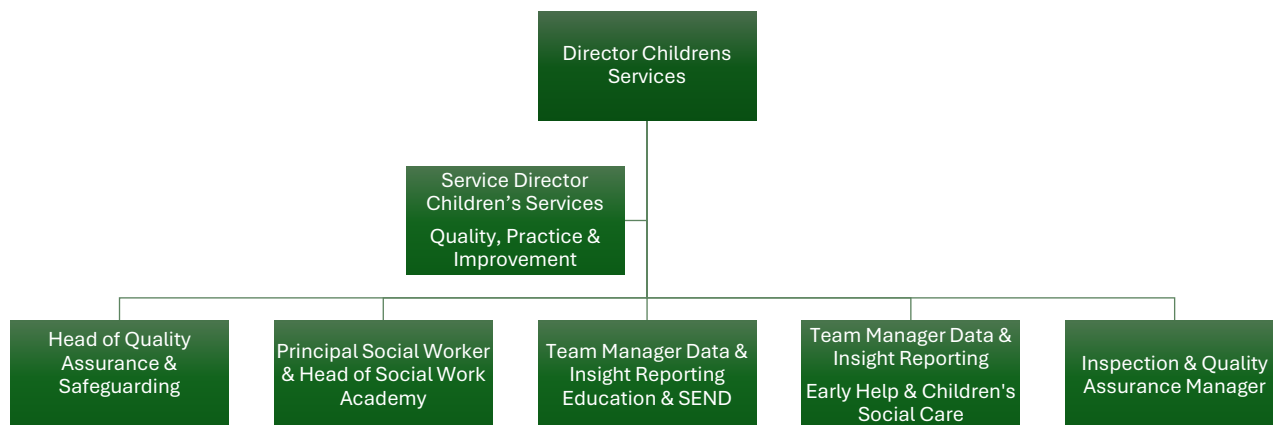 Director Childrens
Services
Service Director
Children’s Services
Quality, Practice &
Improvement
Head of Quality
Assurance &
Safeguarding
Principal Social Worker
& Head of Social Work
Academy
Team Manager Data &
Insight Reporting
Education & SEND
Team Manager Data &
Insight Reporting
Early Help & Children's
Social Care
Inspection & Quality
Assurance Manager